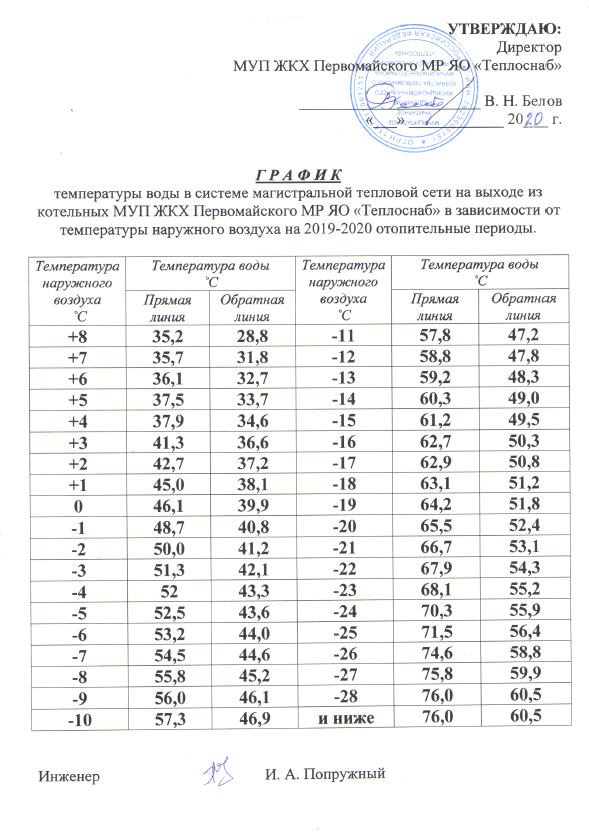 УТВЕРЖДАЮ:
Директор
МУП ЖКХ Первомайского МР ЯО «Теплоснаб»
В. Н. Белов
«___» ____________ 2020 г.
Г Р А Ф И К
температуры воды в системе магистральной тепловой сети на выходе из
котельных МУП ЖКХ Первомайского МР ЯО «Теплоснаб» в зависимости от
температуры наружного воздуха на 2019-2020 отопительные периоды.
Температура наружного воздуха ˚С Температура воды ˚С Температура наружного воздуха ˚С Температура воды ˚С
Прямая линия Обратная линия Прямая линия Обратная линия
+8 35,2 28,8 -11 57,8 47,2
+7 35,7 31,8 -12 58,8 47,8
+6 36,1 32,7 -13 59,2 48,3
+5 37,5 33,7 -14 60,3 49,0
+4 37,9 34,6 -15 61,2 49,5
+3 41,3 36,6 -16 62,7 50,3
+2 42,7 37,2 -17 62,9 50,8
+1 45,0 38,1 -18 63,1 51,2
0 46,1 39,9 -19 64,2 51,8
-1 48,7 40,8 -20 65,5 52,4
-2 50,0 41,2 -21 66,7 53,1
-3 51,3 42,1 -22 67,9 54,3
-4 52 43,3 -23 68,1 55,2
-5 52,5 43,6 -24 70,3 55,9
-6 53,2 44,0 -25 71,5 56,4
-7 54,5 44,6 -26 74,6 58,8
-8 55,8 45,2 -27 75,8 59,9
-9 56,0 46,1 -28 76,0 60,5
-10 57,3 46,9 и ниже 76,0 60,5
Инженер И. А. Попружный